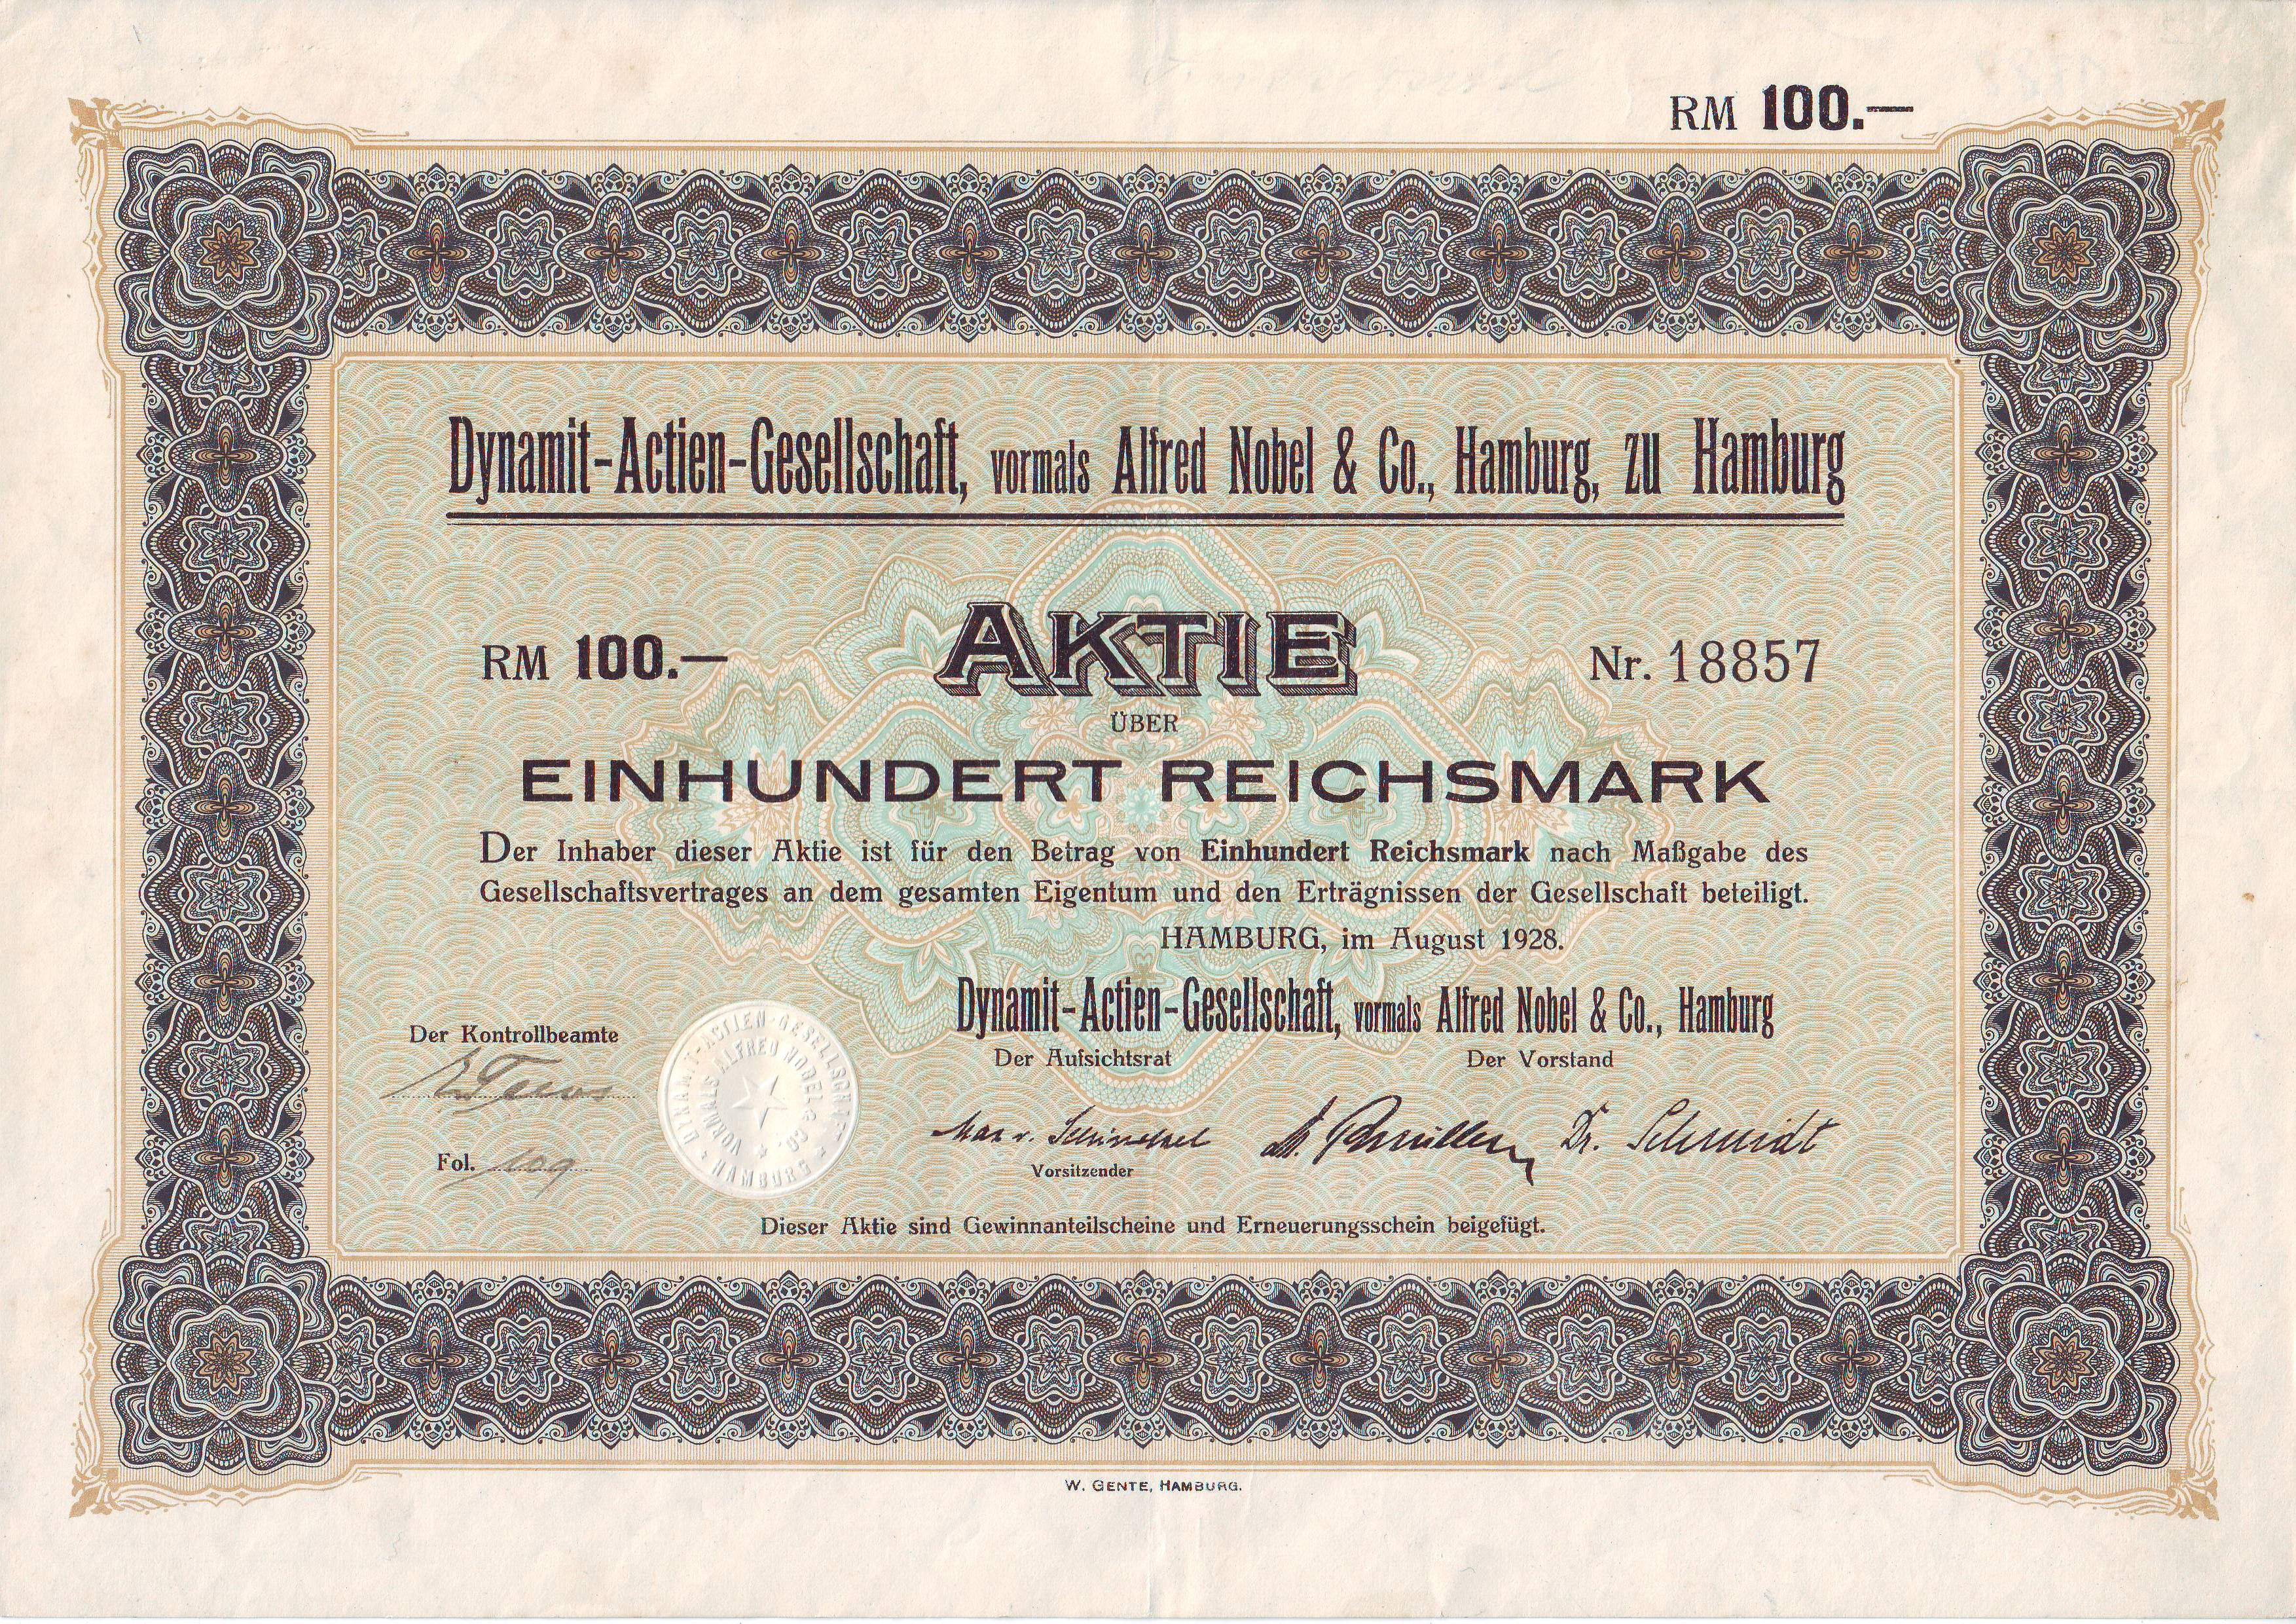 RM 100.—
Dynamit-Actien-Gesellschaft, vormals Alfred Nobel & Co., Hamburg, zu Hamburg
RM 100.—
AKTIE
Nr. 18857
ÜBER
EINHUNDERT REICHSMARK
Der Inhaber dieser Aktie ist für den Betrag von Einhundert Reichsmark nach Maßgabe des
Gesellschaftsvertrages an dem gesamten Eigentum und den Erträgnissen der Gesellschaft beteiligt.
HAMBURG, im August 1928.
Dynamit-Actien-Gesellschaft, vormals Alfred Nobel & Co., Hamburg
Der Kontrollbeamte
Der Aufsichtsrat
Der Vorstand
DYNAMIT-ACTIEN-GESELLSCHAFT
VORMALS ALFRED NOBEL & CO.
HAMBURG
Max v. Schinckel
Dr. Schmidt
Vorsitzender
Fol. 109
Dieser Aktie sind Gewinnanteilscheine und Erneuerungsschein beigefügt.
W. GENTE, HAMBURG.